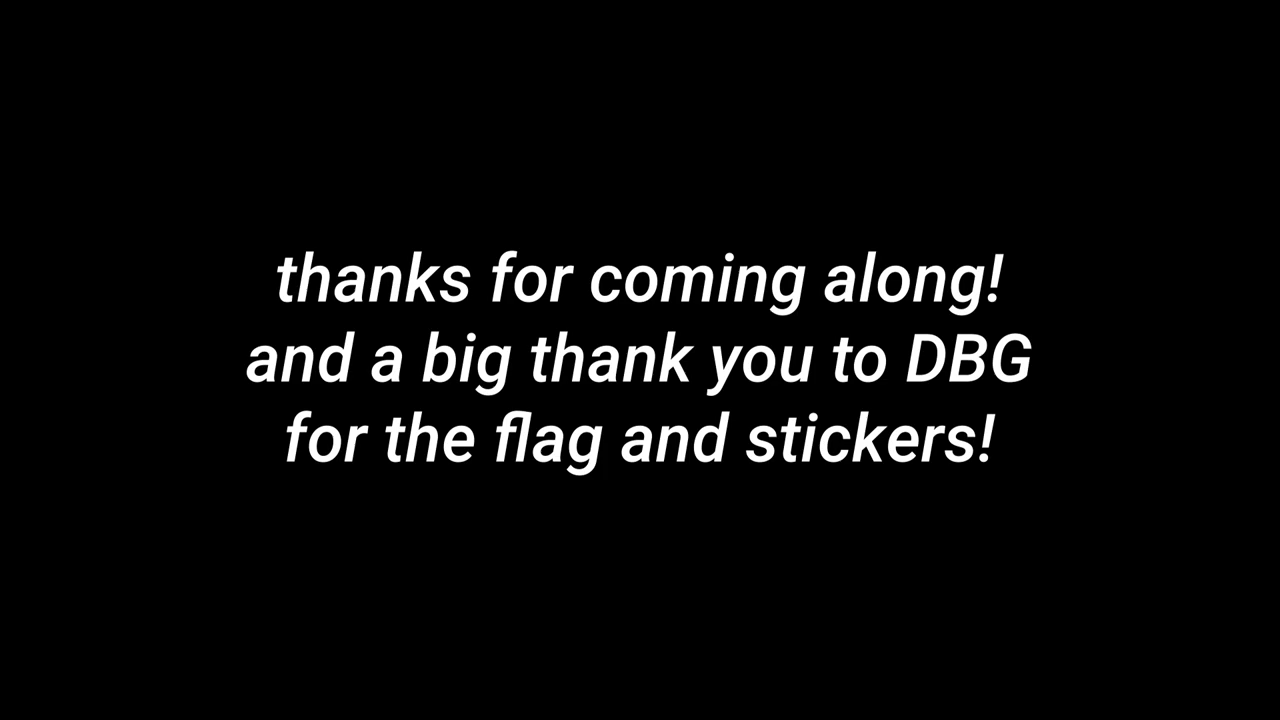 thanks for coming along!
and a big thank you to DBG
for the flag and stickers!